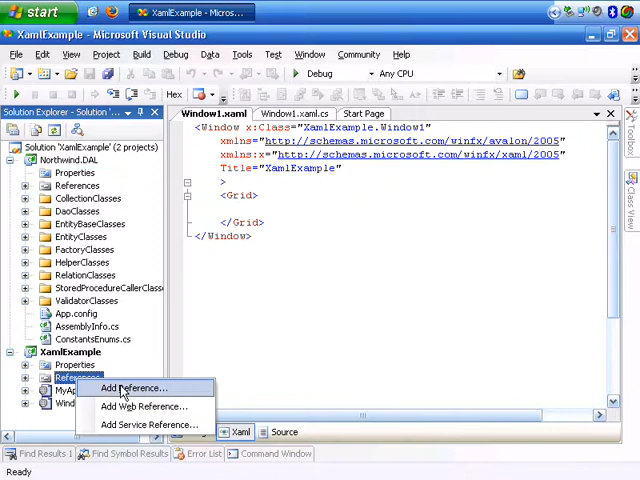 start
XamlExample - Micros...
XamlExample - Microsoft Visual Studio
File Edit View Project Build Debug Data Tools Test Window Community Help
Debug Any CPU
Hex
Solution Explorer - Solution '...
Window1.xaml Window1.xaml.cs Start Page
Solution 'XamlExample' (2 projects)
Northwind.DAL
Properties
References
CollectionClasses
DaoClasses
EntityBaseClasses
EntityClasses
FactoryClasses
HelperClasses
RelationClasses
StoredProcedureCallerClasses
ValidatorClasses
App.config
AssemblyInfo.cs
ConstantsEnums.cs
XamlExample
Properties
References
MyAp
Wind
Add Reference...
Add Web Reference...
Add Service Reference...
<Window x:Class="XamlExample.Window1"
xmlns="http://schemas.microsoft.com/winfx/avalon/2005"
xmlns:x="http://schemas.microsoft.com/winfx/xaml/2005"
Title="XamlExample"
>
<Grid>
</Grid>
</Window>
Toolbox
Class View
Xaml Source
Find Results 1 Find Symbol Results Error List Command Window
Ready